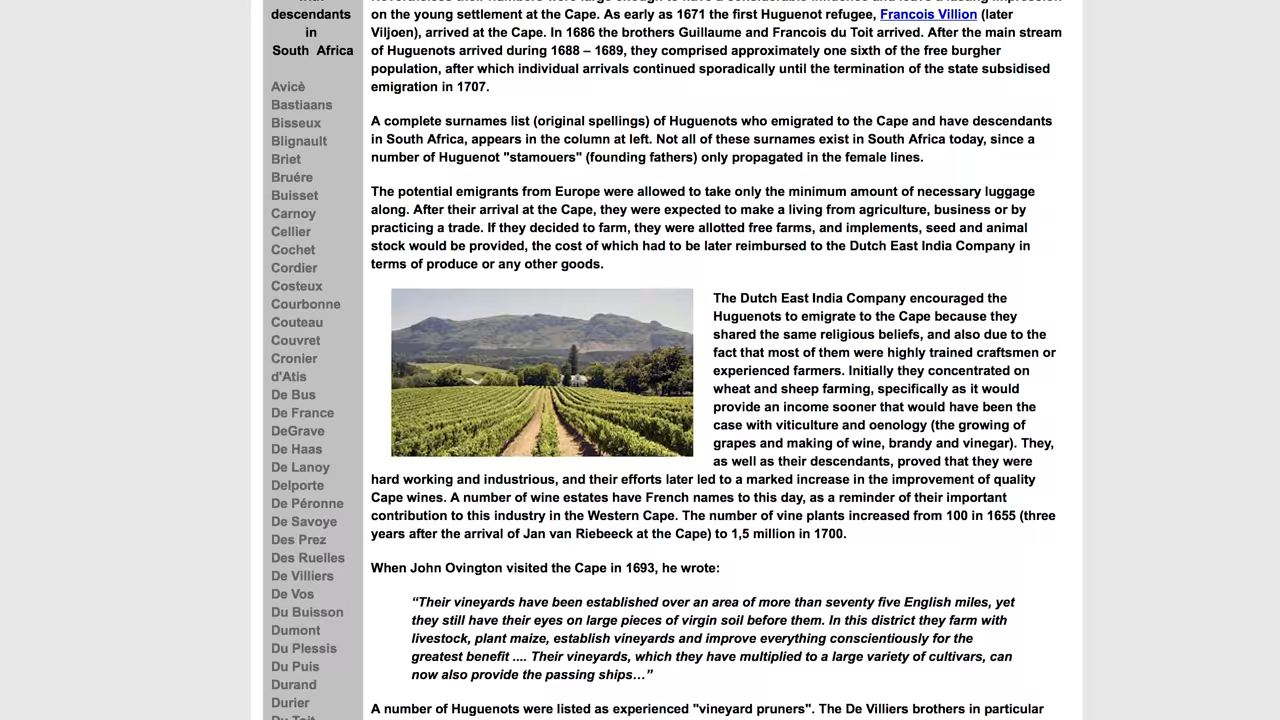 descendants
in
South Africa
Avicè
Bastiaans
Bisseux
Blignault
Briet
Bruére
Buisset
Carnoy
Cellier
Cochet
Cordier
Costeux
Courbonne
Couteau
Couvret
Cronier
d'Atis
De Bus
De France
DeGrave
De Haas
De Lanoy
Delporte
De Péronne
De Savoye
Des Prez
Des Ruelles
De Villiers
De Vos
Du Buisson
Dumont
Du Plessis
Du Puis
Durand
Durier
Du Toit
on the young settlement at the Cape. As early as 1671 the first Huguenot refugee, Francois Villion (later
Viljoen), arrived at the Cape. In 1686 the brothers Guillaume and Francois du Toit arrived. After the main stream
of Huguenots arrived during 1688 – 1689, they comprised approximately one sixth of the free burgher
population, after which individual arrivals continued sporadically until the termination of the state subsidised
emigration in 1707.
A complete surnames list (original spellings) of Huguenots who emigrated to the Cape and have descendants
in South Africa, appears in the column at left. Not all of these surnames exist in South Africa today, since a
number of Huguenot "stamouers" (founding fathers) only propagated in the female lines.
The potential emigrants from Europe were allowed to take only the minimum amount of necessary luggage
along. After their arrival at the Cape, they were expected to make a living from agriculture, business or by
practicing a trade. If they decided to farm, they were allotted free farms, and implements, seed and animal
stock would be provided, the cost of which had to be later reimbursed to the Dutch East India Company in
terms of produce or any other goods.
The Dutch East India Company encouraged the
Huguenots to emigrate to the Cape because they
shared the same religious beliefs, and also due to the
fact that most of them were highly trained craftsmen or
experienced farmers. Initially they concentrated on
wheat and sheep farming, specifically as it would
provide an income sooner that would have been the
case with viticulture and oenology (the growing of
grapes and making of wine, brandy and vinegar). They,
as well as their descendants, proved that they were
hard working and industrious, and their efforts later led to a marked increase in the improvement of quality
Cape wines. A number of wine estates have French names to this day, as a reminder of their important
contribution to this industry in the Western Cape. The number of vine plants increased from 100 in 1655 (three
years after the arrival of Jan van Riebeeck at the Cape) to 1,5 million in 1700.
When John Ovington visited the Cape in 1693, he wrote:
“Their vineyards have been established over an area of more than seventy five English miles, yet
they still have their eyes on large pieces of virgin soil before them. In this district they farm with
livestock, plant maize, establish vineyards and improve everything conscientiously for the
greatest benefit .... Their vineyards, which they have multiplied to a large variety of cultivars, can
now also provide the passing ships…”
A number of Huguenots were listed as experienced "vineyard pruners". The De Villiers brothers in particular